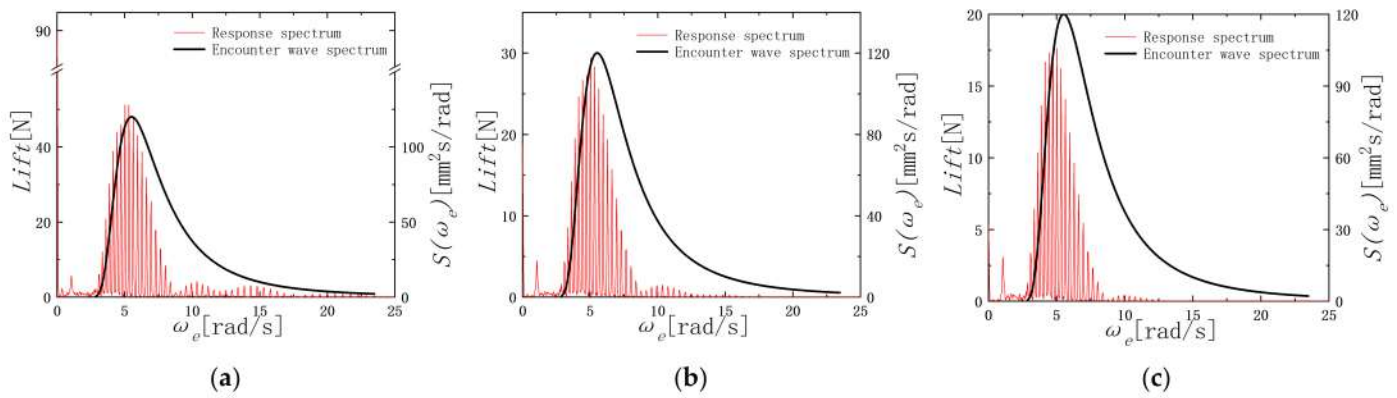 90
40
20
0
Lift[N]
Response spectrum
Encounter wave spectrum
100
50
0
S(ω_e)[mm²s/rad]
0 5 10 15 20 25
ω_e[rad/s]
(a)
30
20
10
0
Lift[N]
Response spectrum
Encounter wave spectrum
120
80
40
0
S(ω_e)[mm²s/rad]
0 5 10 15 20 25
ω_e[rad/s]
(b)
20
15
10
5
0
Lift[N]
Response spectrum
Encounter wave spectrum
120
90
60
30
0
S(ω_e)[mm²s/rad]
0 5 10 15 20 25
ω_e[rad/s]
(c)